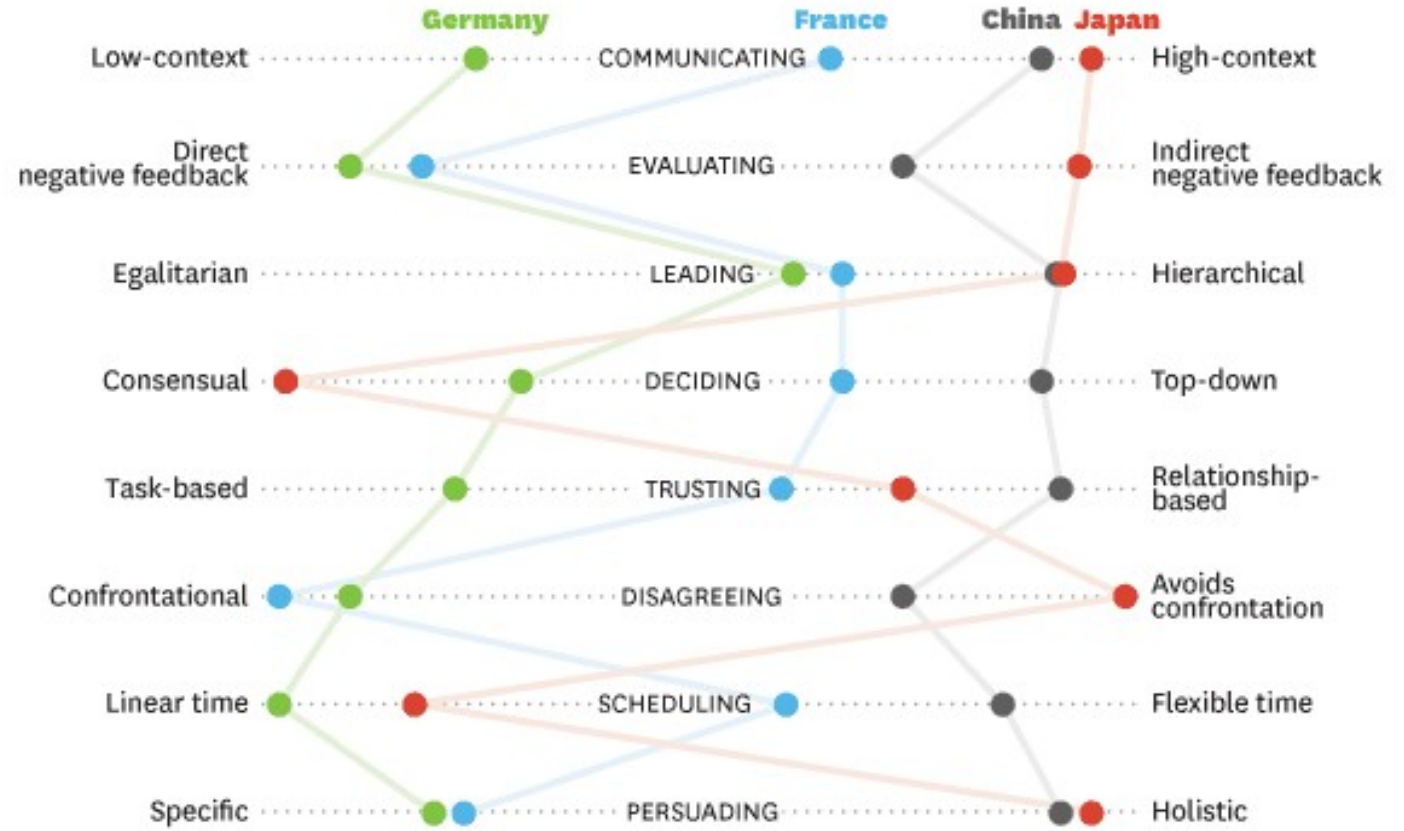 Germany France China Japan
Low-context COMMUNICATING High-context
Direct
negative feedback EVALUATING Indirect
negative feedback
Egalitarian LEADING Hierarchical
Consensual DECIDING Top-down
Task-based TRUSTING Relationship-
based
Confrontational DISAGREEING Avoids
confrontation
Linear time SCHEDULING Flexible time
Specific PERSUADING Holistic